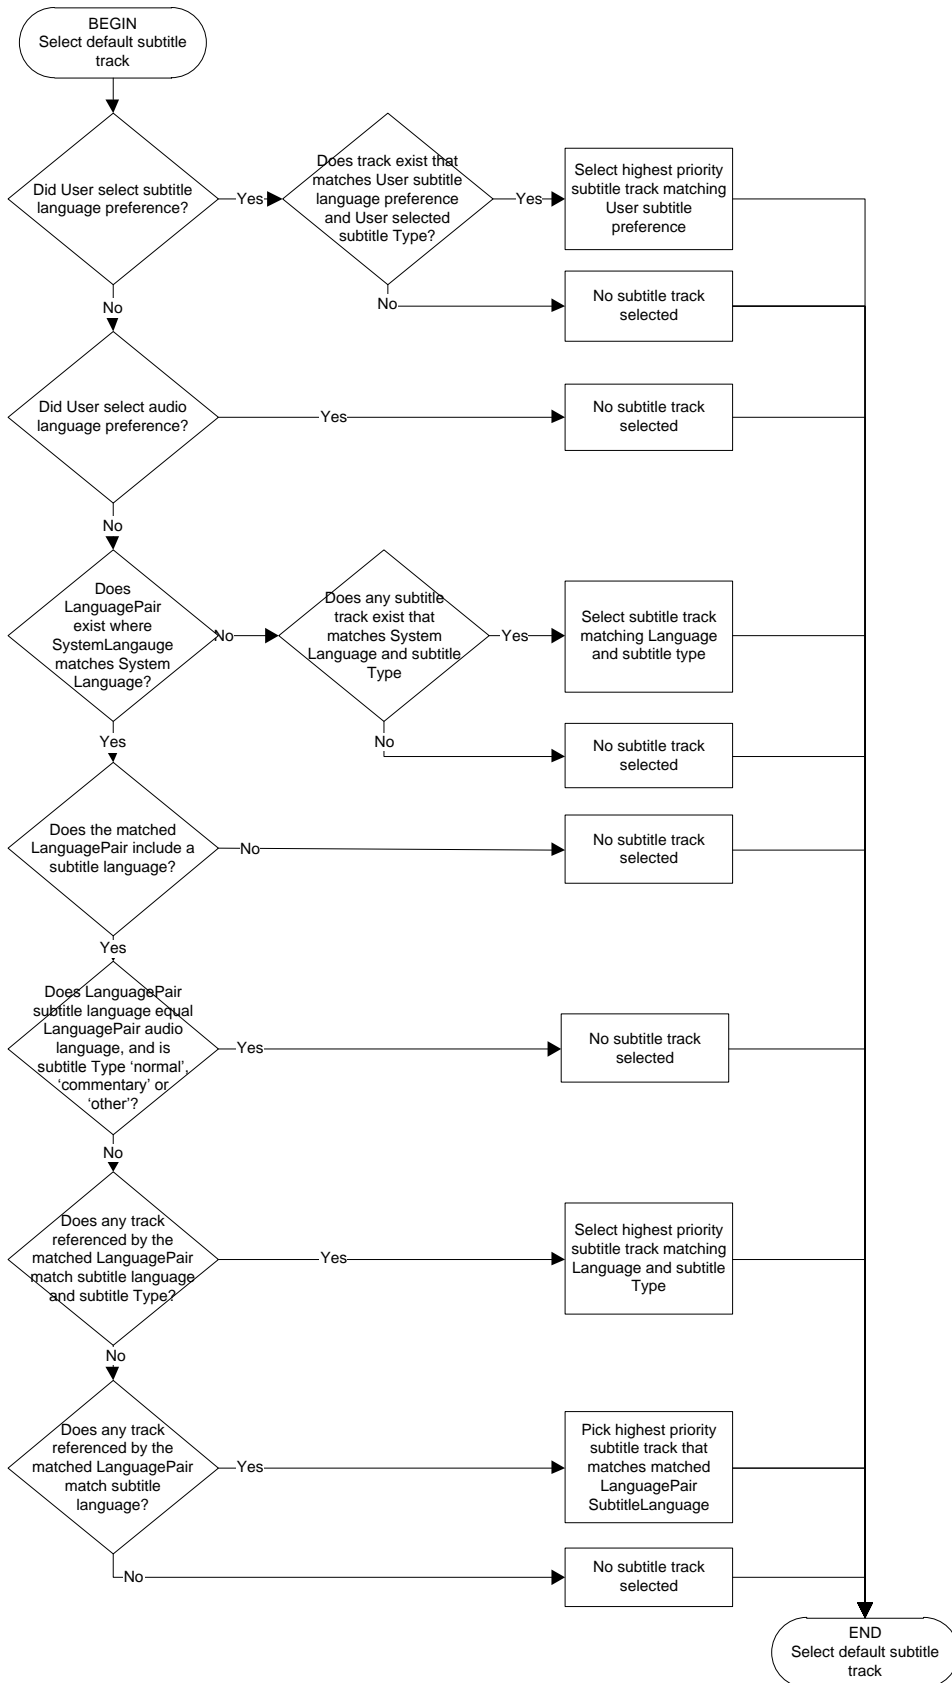 BEGIN
Select default subtitle
track
Did User select subtitle
language preference?
Yes
Does track exist that
matches User subtitle
language preference
and User selected
subtitle Type?
Yes
Select highest priority
subtitle track matching
User subtitle
preference
No
No
No subtitle track
selected
Did User select audio
language preference?
Yes
No subtitle track
selected
No
Does
LanguagePair
exist where
SystemLangauge
matches System
Language?
No
Does any subtitle
track exist that
matches System
Language and subtitle
Type
Yes
Select subtitle track
matching Language
and subtitle type
Yes
No
No subtitle track
selected
Does the matched
LanguagePair include a
subtitle language?
No
No subtitle track
selected
Yes
Does LanguagePair
subtitle language equal
LanguagePair audio
language, and is
subtitle Type ‘normal’,
‘commentary’ or
‘other’?
Yes
No subtitle track
selected
No
Does any track
referenced by the
matched LanguagePair
match subtitle language
and subtitle Type?
Yes
Select highest priority
subtitle track matching
Language and subtitle
Type
No
Does any track
referenced by the
matched LanguagePair
match subtitle
language?
Yes
Pick highest priority
subtitle track that
matches matched
LanguagePair
SubtitleLanguage
No
No subtitle track
selected
END
Select default subtitle
track